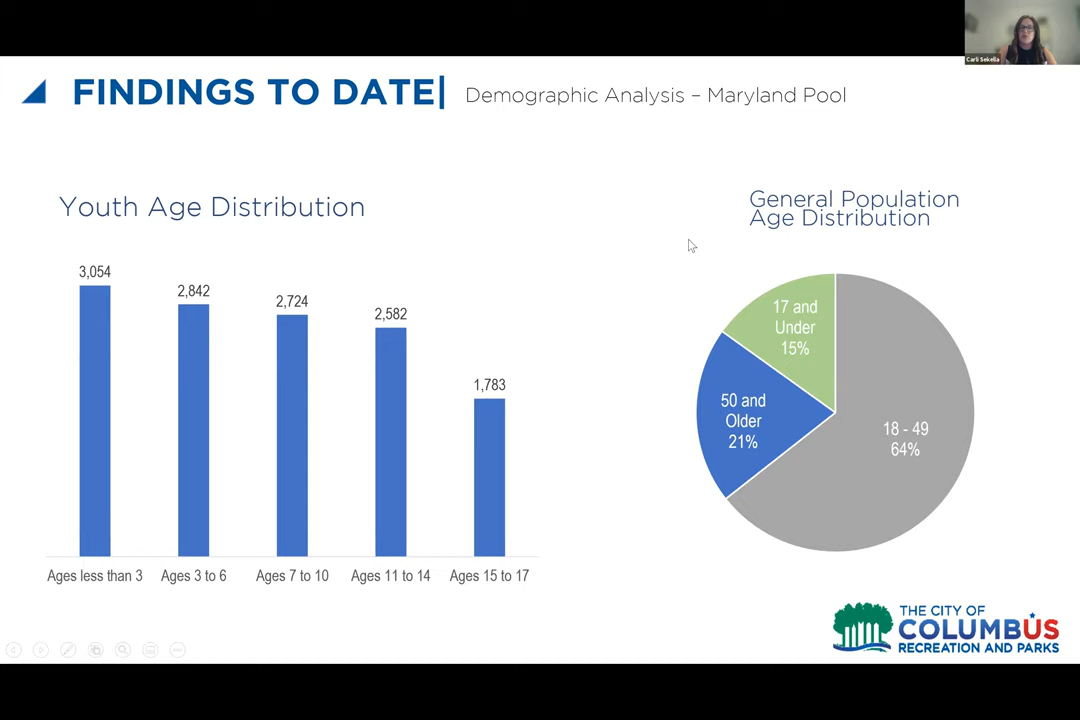 Carli Sekella
FINDINGS TO DATE|
Demographic Analysis – Maryland Pool
Youth Age Distribution
3,054
2,842
2,724
2,582
1,783
Ages less than 3
Ages 3 to 6
Ages 7 to 10
Ages 11 to 14
Ages 15 to 17
General Population
Age Distribution
17 and
Under
15%
50 and
Older
21%
18 - 49
64%
THE CITY OF
COLUMBUS
RECREATION AND PARKS